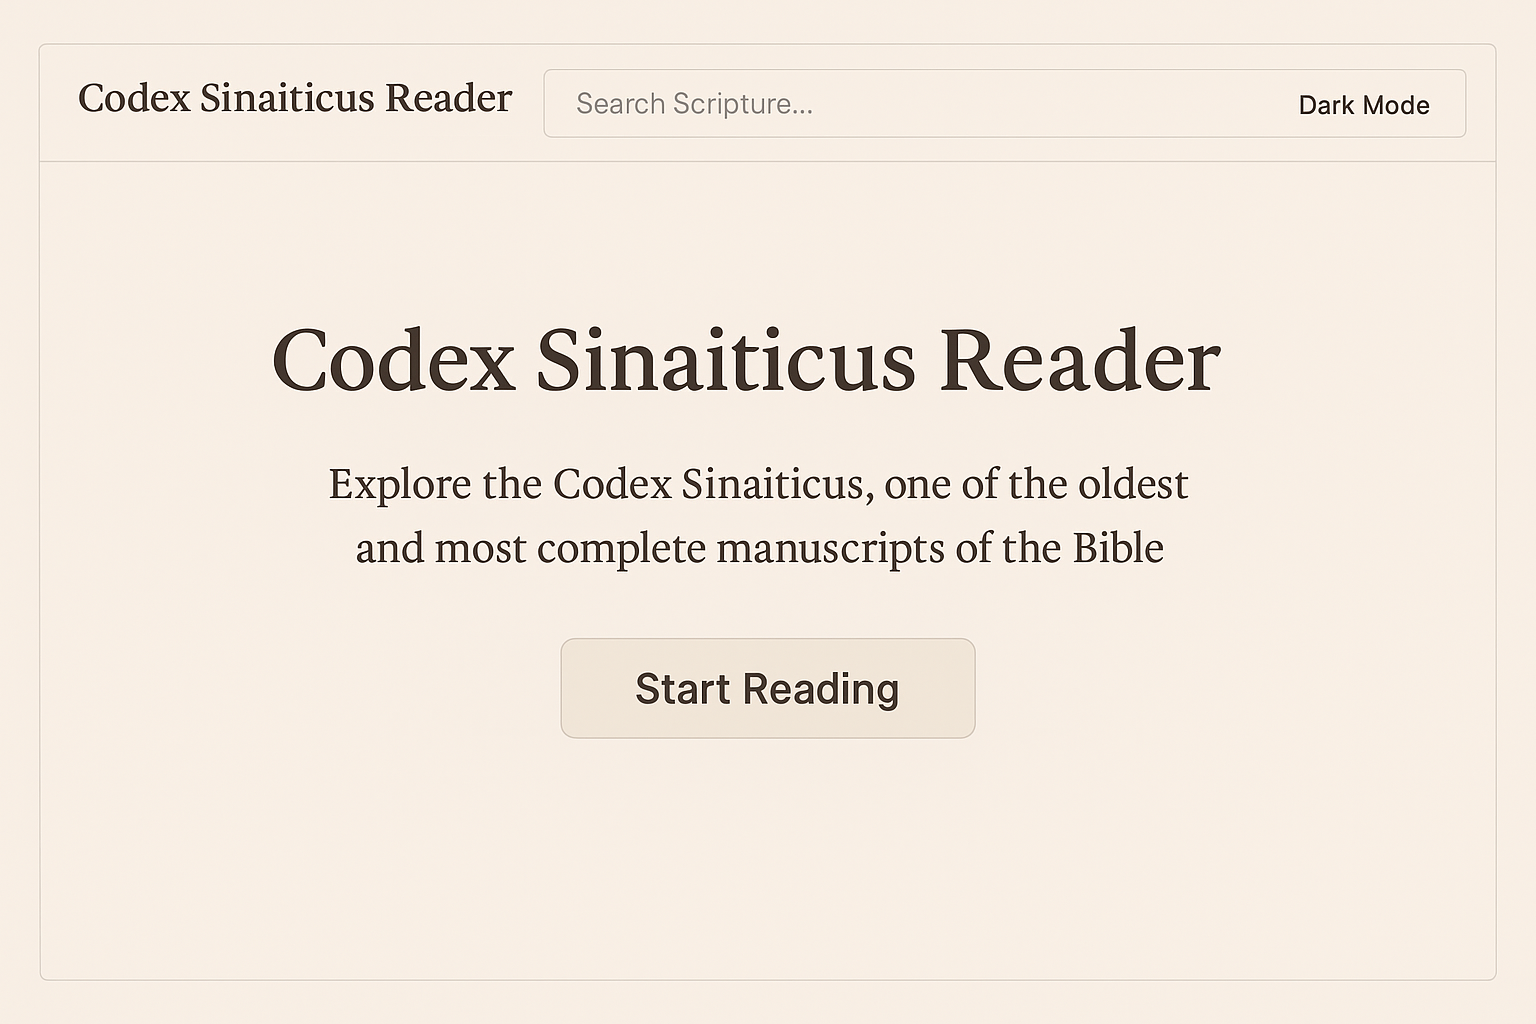 Codex Sinaiticus Reader
Search Scripture...
Dark Mode
Codex Sinaiticus Reader
Explore the Codex Sinaiticus, one of the oldest
and most complete manuscripts of the Bible
Start Reading